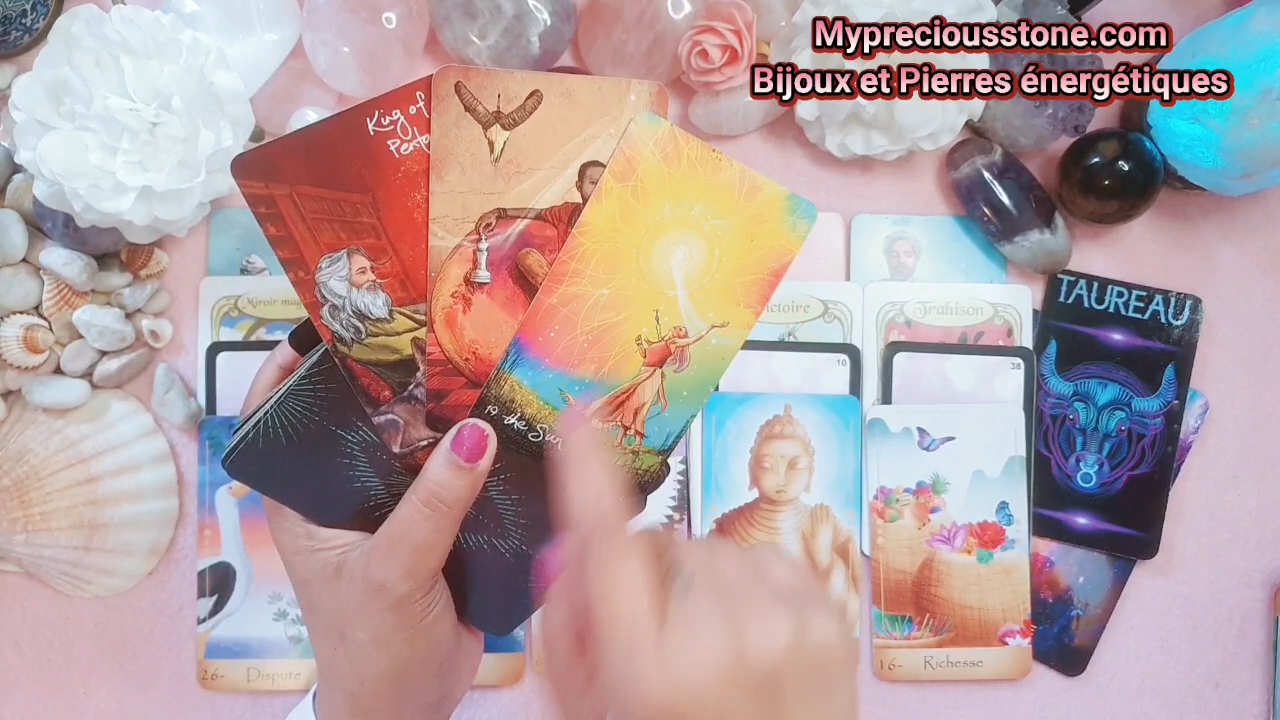 Mypreciousstone.com
Bijoux et Pierres énergétiques
King of
19 the Sun
Miroir
Trahison
TAUREAU
10
38
26- Dispute
16- Richesse